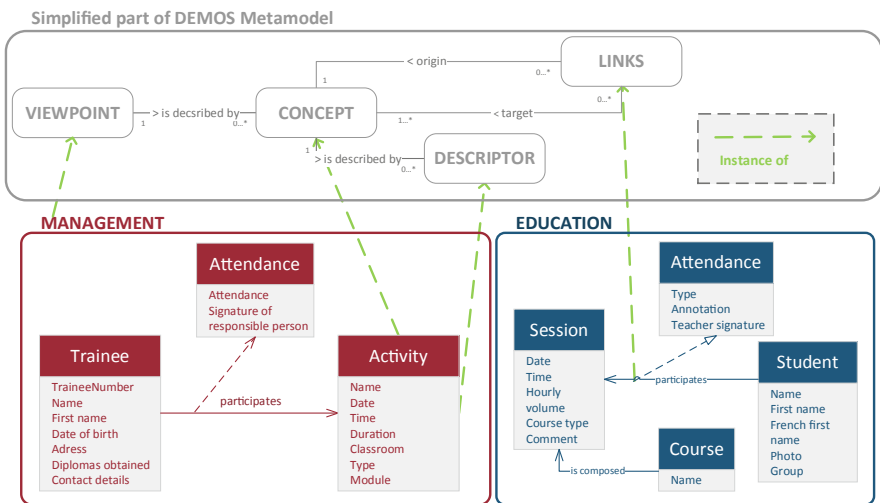 Simplified part of DEMOS Metamodel
< origin
1
0...*
LINKS
0...*
VIEWPOINT
> is decsribed by
1
0...*
CONCEPT
1...*
< target
1
> is described by
0...*
DESCRIPTOR
Instance of
MANAGEMENT
Attendance
Attendance
Signature of
responsible person
Trainee
TraineeNumber
Name
First name
Date of birth
Adress
Diplomas obtained
Contact details
participates
Activity
Name
Date
Time
Duration
Classroom
Type
Module
EDUCATION
Attendance
Type
Annotation
Teacher signature
Session
Date
Time
Hourly
volume
Course type
Comment
participates
Student
Name
First name
French first
name
Photo
Group
is composed
Course
Name